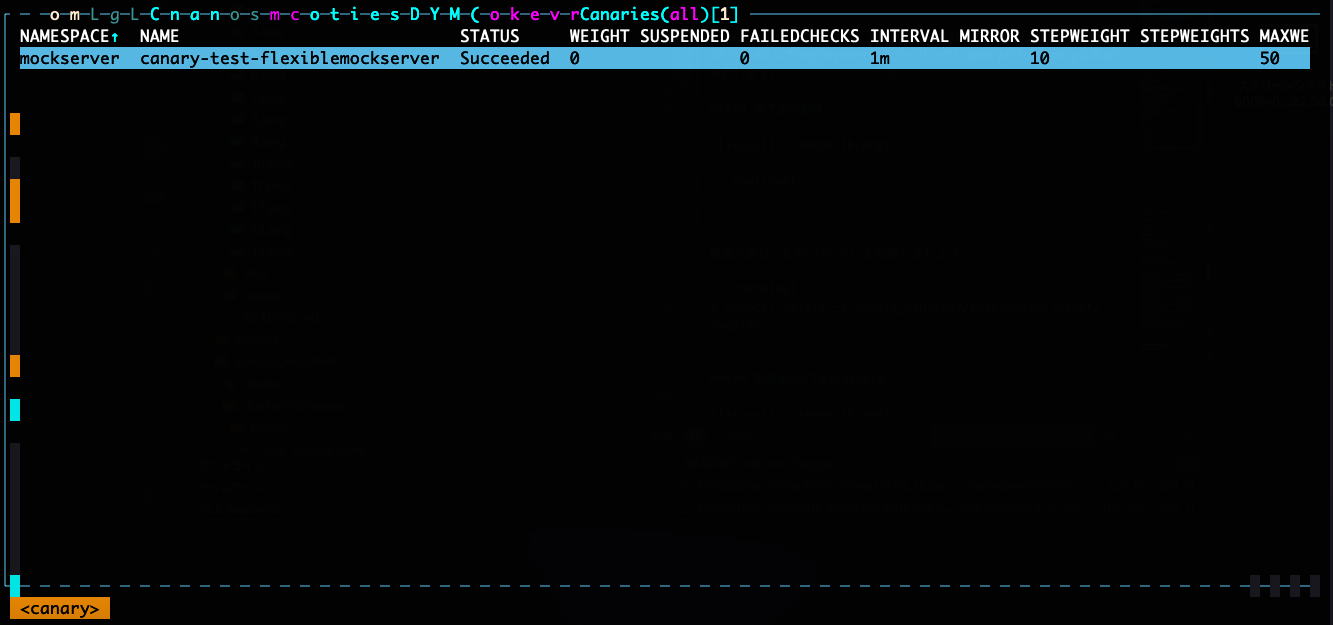 o m L g L C n a n o s m c o t i e s D Y M ( o k e v r Canaries(all)[1]
NAMESPACE↑ NAME STATUS WEIGHT SUSPENDED FAILEDCHECKS INTERVAL MIRROR STEPWEIGHT STEPWEIGHTS MAXWE
mockserver canary-test-flexiblemockserver Succeeded 0 0 1m 10 50
<canary>